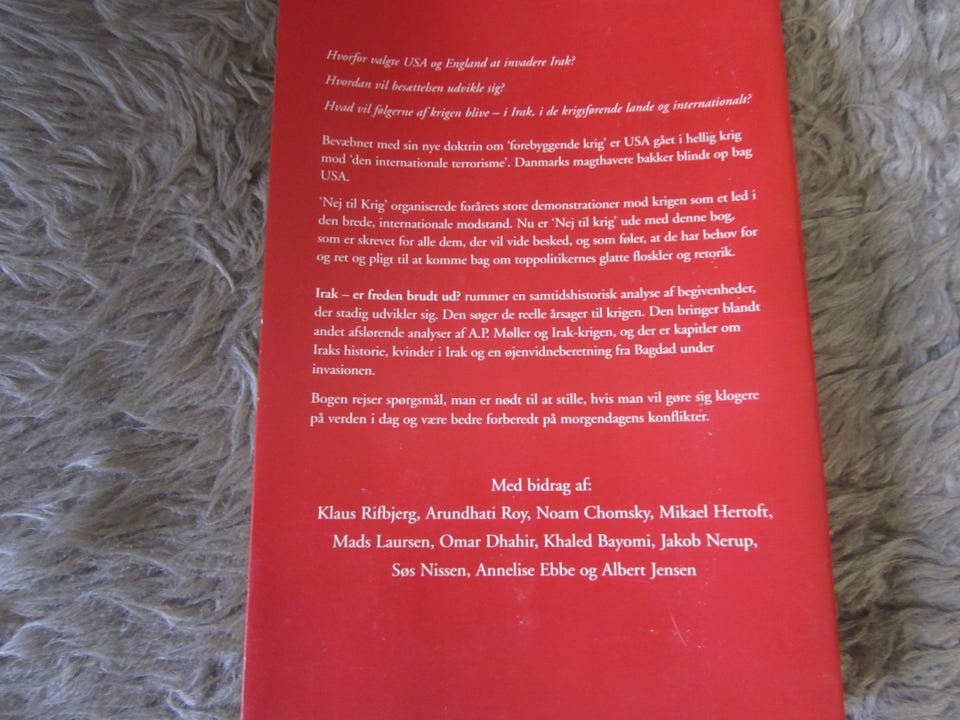 Hvorfor valgte USA og England at invadere Irak?
Hvordan vil besættelsen udvikle sig?
Hvad vil følgerne af krigen blive – i Irak, i de krigsførende lande og internationalt?
Bevæbnet med sin nye doktrin om ‘forebyggende krig’ er USA gået i hellig krig
mod ‘den internationale terrorisme’. Danmarks magthavere bakker blindt op bag
USA.
‘Nej til Krig’ organiserede forårets store demonstrationer mod krigen som et led i
den brede, internationale modstand. Nu er ‘Nej til krig’ ude med denne bog,
som er skrevet for alle dem, der vil vide besked, og som føler, at de har behov for
og ret og pligt til at komme bag om toppolitikernes glatte floskler og retorik.
Irak – er freden brudt ud? rummer en samtidshistorisk analyse af begivenheder,
der stadig udvikler sig. Den søger de reelle årsager til krigen. Den bringer blandt
andet afslørende analyser af A.P. Møller og Irak-krigen, og der er kapitler om
Iraks historie, kvinder i Irak og en øjenvidneberetning fra Bagdad under
invasionen.
Bogen rejser spørgsmål, man er nødt til at stille, hvis man vil gøre sig klogere
på verden i dag og være bedre forberedt på morgendagens konflikter.
Med bidrag af:
Klaus Rifbjerg, Arundhati Roy, Noam Chomsky, Mikael Hertoft,
Mads Laursen, Omar Dhahir, Khaled Bayomi, Jakob Nerup,
Søs Nissen, Annelise Ebbe og Albert Jensen